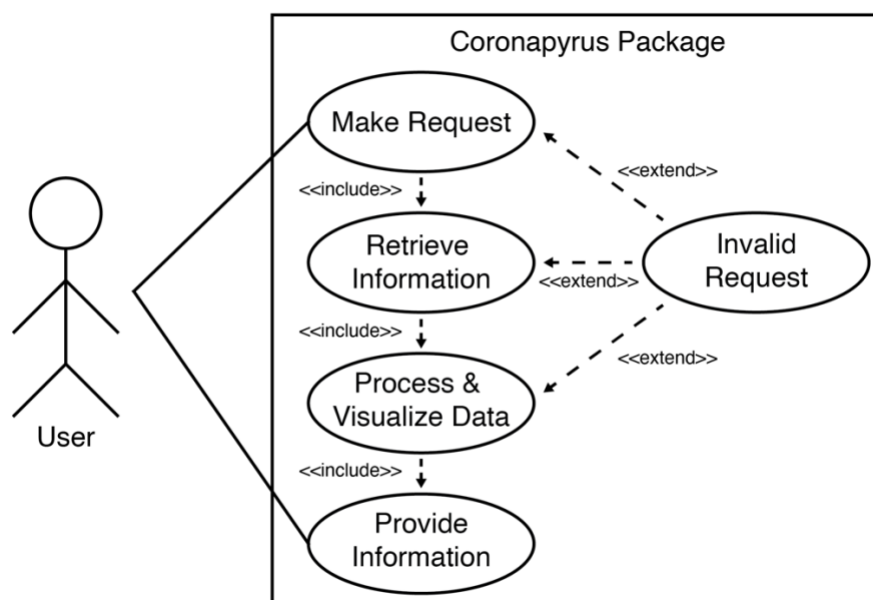 Coronapyrus Package
Make Request
<<extend>>
<<include>>
Retrieve
Information
Invalid
Request
<<extend>>
<<include>>
<<extend>>
Process &
Visualize Data
User
<<include>>
Provide
Information